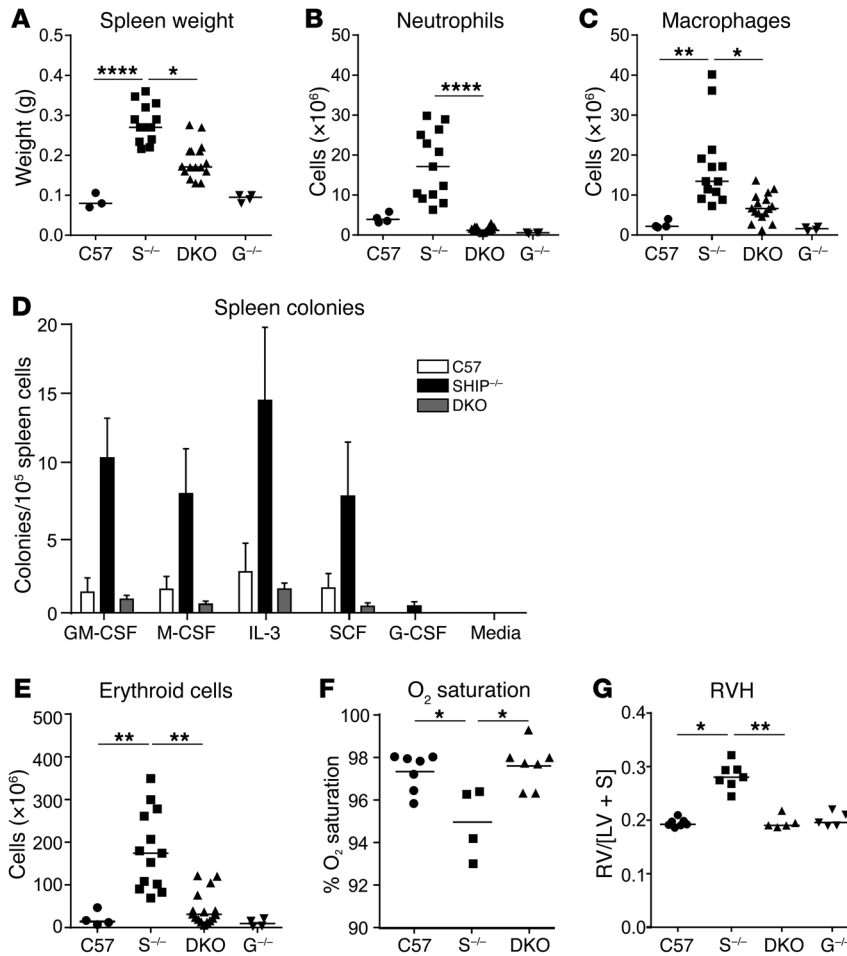 A Spleen weight
0.5
0.4
0.3
0.2
0.1
0.0
Weight (g)
**** *
C57 S–/– DKO G–/–
B Neutrophils
50
40
30
20
10
0
Cells (×10⁶)
****
C57 S–/– DKO G–/–
C Macrophages
50
40
30
20
10
0
Cells (×10⁶)
** *
C57 S–/– DKO G–/–
D Spleen colonies
20
15
10
5
0
Colonies/10⁵ spleen cells
C57
SHIP–/–
DKO
GM-CSF M-CSF IL-3 SCF G-CSF Media
E Erythroid cells
500
400
300
200
100
0
Cells (×10⁶)
** **
C57 S–/– DKO G–/–
F O₂ saturation
100
98
96
94
92
90
% O₂ saturation
* *
C57 S–/– DKO
G RVH
0.4
0.3
0.2
0.1
0.0
RV/[LV + S]
* **
C57 S–/– DKO G–/–